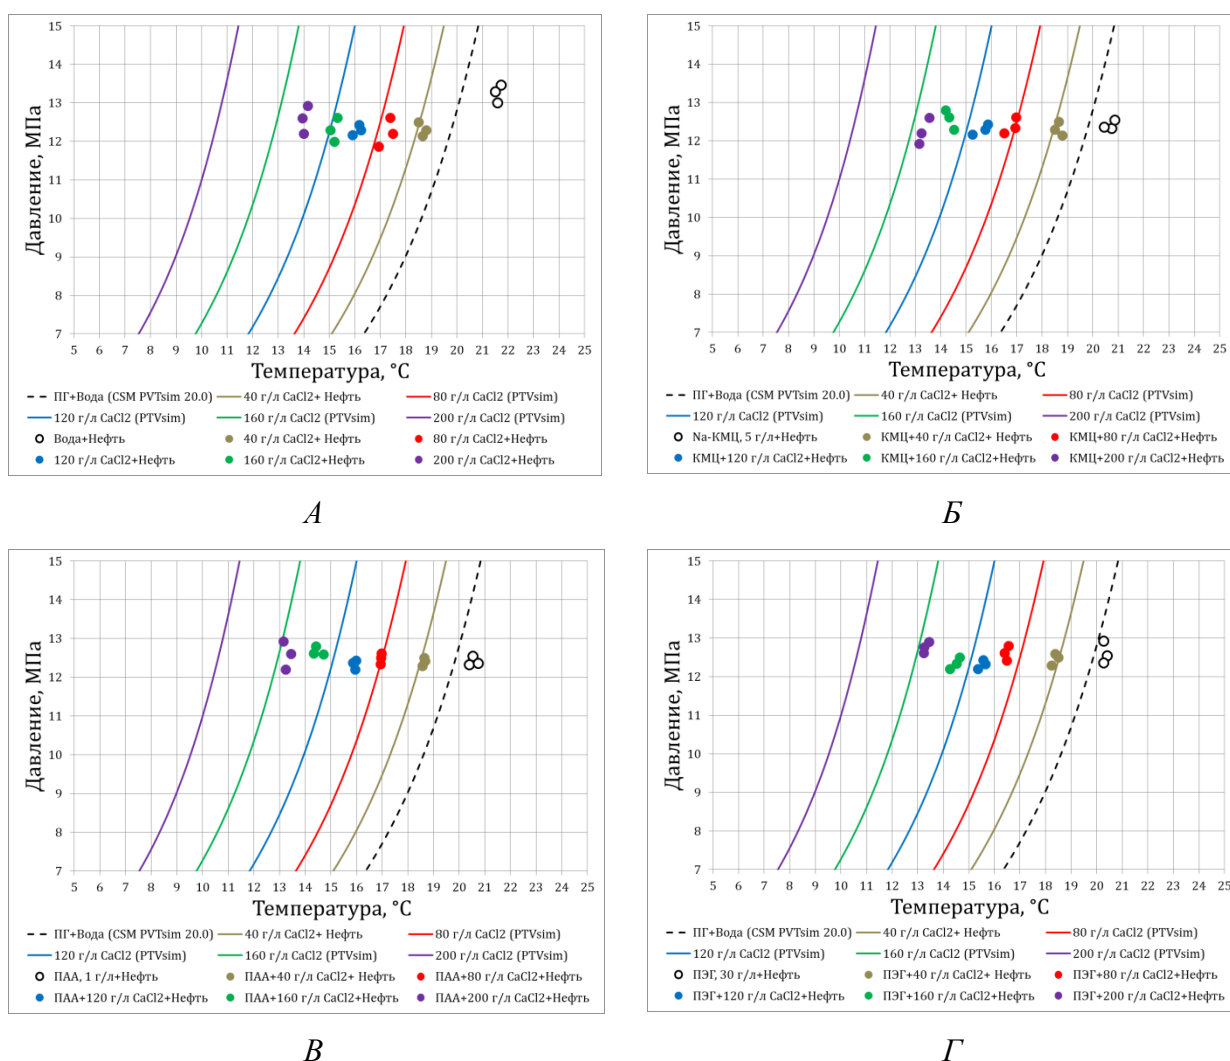 15
14
13
12
11
10
9
8
7
Давление, МПа
5 6 7 8 9 10 11 12 13 14 15 16 17 18 19 20 21 22 23 24 25
Температура, °C
ПГ+Вода (CSM PVTsim 20.0) 40 г/л CaCl2+ Нефть 80 г/л CaCl2 (PTVsim)
120 г/л CaCl2 (PTVsim) 160 г/л CaCl2 (PTVsim) 200 г/л CaCl2 (PTVsim)
Вода+Нефть 40 г/л CaCl2+ Нефть 80 г/л CaCl2+Нефть
120 г/л CaCl2+Нефть 160 г/л CaCl2+Нефть 200 г/л CaCl2+Нефть
А
15
14
13
12
11
10
9
8
7
Давление, МПа
5 6 7 8 9 10 11 12 13 14 15 16 17 18 19 20 21 22 23 24 25
Температура, °C
ПГ+Вода (CSM PVTsim 20.0) 40 г/л CaCl2+ Нефть 80 г/л CaCl2 (PTVsim)
120 г/л CaCl2 (PTVsim) 160 г/л CaCl2 (PTVsim) 200 г/л CaCl2 (PTVsim)
Na-КМЦ, 5 г/л+Нефть КМЦ+40 г/л CaCl2+ Нефть КМЦ+80 г/л CaCl2+Нефть
КМЦ+120 г/л CaCl2+Нефть КМЦ+160 г/л CaCl2+Нефть КМЦ+200 г/л CaCl2+Нефть
Б
15
14
13
12
11
10
9
8
7
Давление, МПа
5 6 7 8 9 10 11 12 13 14 15 16 17 18 19 20 21 22 23 24 25
Температура, °C
ПГ+Вода (CSM PVTsim 20.0) 40 г/л CaCl2+ Нефть 80 г/л CaCl2 (PTVsim)
120 г/л CaCl2 (PTVsim) 160 г/л CaCl2 (PTVsim) 200 г/л CaCl2 (PTVsim)
ПАА, 1 г/л+Нефть ПАА+40 г/л CaCl2+ Нефть ПАА+80 г/л CaCl2+Нефть
ПАА+120 г/л CaCl2+Нефть ПАА+160 г/л CaCl2+Нефть ПАА+200 г/л CaCl2+Нефть
В
15
14
13
12
11
10
9
8
7
Давление, МПа
5 6 7 8 9 10 11 12 13 14 15 16 17 18 19 20 21 22 23 24 25
Температура, °C
ПГ+Вода (CSM PVTsim 20.0) 40 г/л CaCl2+ Нефть 80 г/л CaCl2 (PTVsim)
120 г/л CaCl2 (PTVsim) 160 г/л CaCl2 (PTVsim) 200 г/л CaCl2 (PTVsim)
ПЭГ, 30 г/л+Нефть ПЭГ+40 г/л CaCl2+ Нефть ПЭГ+80 г/л CaCl2+Нефть
ПЭГ+120 г/л CaCl2+Нефть ПЭГ+160 г/л CaCl2+Нефть ПЭГ+200 г/л CaCl2+Нефть
Г